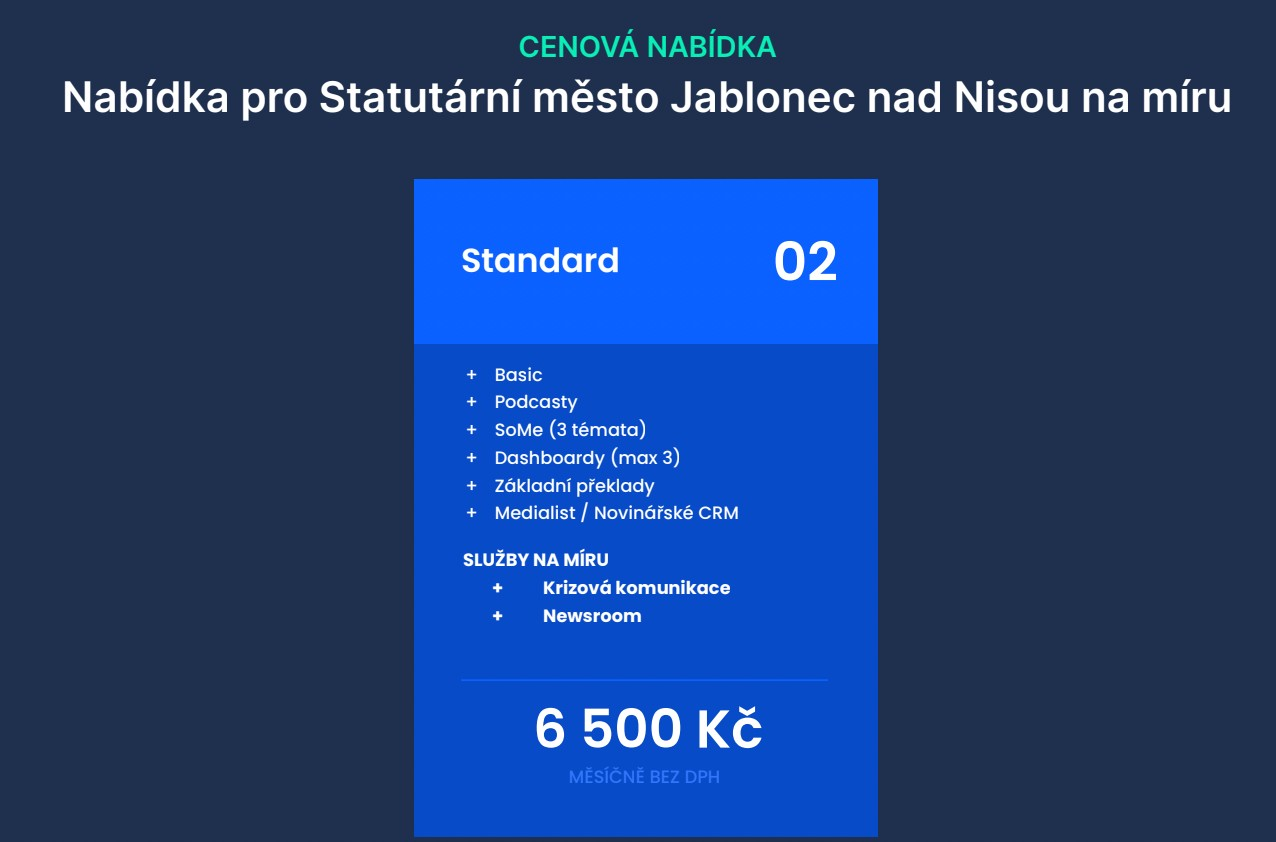 CENOVÁ NABÍDKA
Nabídka pro Statutární město Jablonec nad Nisou na míru
Standard 02
+ Basic
+ Podcasty
+ SoMe (3 témata)
+ Dashboardy (max 3)
+ Základní překlady
+ Medialist / Novinářské CRM
SLUŽBY NA MÍRU
+ Krizová komunikace
+ Newsroom
6 500 Kč
MĚSÍČNĚ BEZ DPH